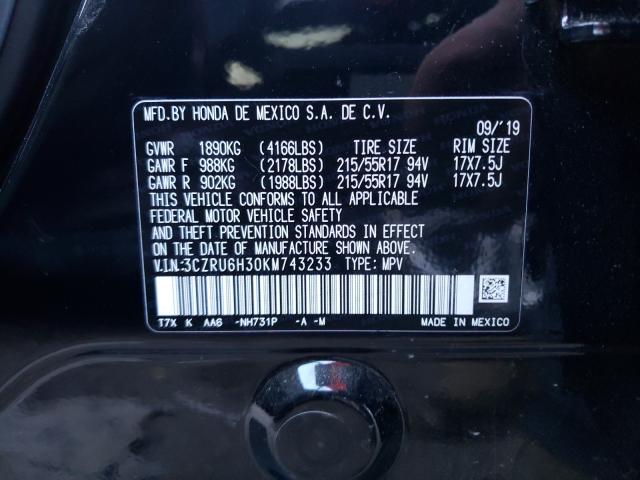 MFD.BY HONDA DE MEXICO S.A. DE C.V.
09/'19
GVWR 1890KG (4166LBS) TIRE SIZE RIM SIZE
GAWR F 988KG (2178LBS) 215/55R17 94V 17X7.5J
GAWR R 902KG (1988LBS) 215/55R17 94V 17X7.5J
THIS VEHICLE CONFORMS TO ALL APPLICABLE
FEDERAL MOTOR VEHICLE SAFETY
AND THEFT PREVENTION STANDARDS IN EFFECT
ON THE DATE OF MANUFACTURE SHOWN ABOVE.
V.I.N.:3CZRU6H30KM743233 TYPE: MPV
T7X K AA6 -NH731P -A -M MADE IN MEXICO